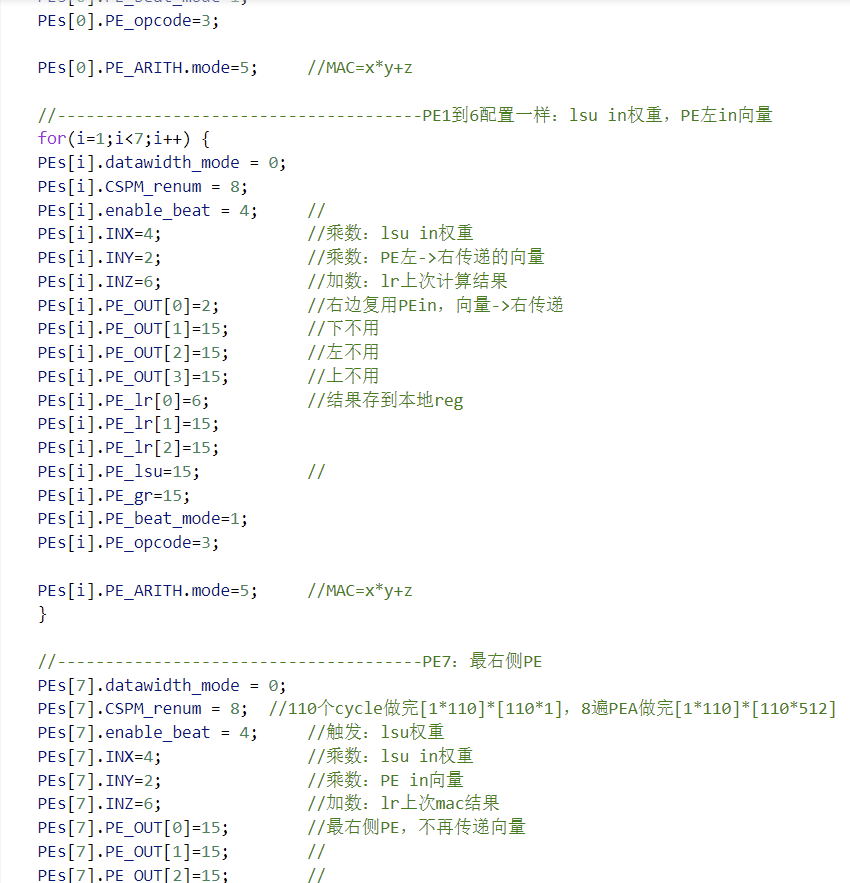 PEs[0].PE_beat_mode=1;
PEs[0].PE_opcode=3;
PEs[0].PE_ARITH.mode=5; //MAC=x*y+z
//--------------------------------------PE1到6配置一样：lsu in权重，PE左in向量
for(i=1;i<7;i++) {
PEs[i].datawidth_mode = 0;
PEs[i].CSPM_renum = 8;
PEs[i].enable_beat = 4; //
PEs[i].INX=4; //乘数：lsu in权重
PEs[i].INY=2; //乘数：PE左->右传递的向量
PEs[i].INZ=6; //加数：lr上次计算结果
PEs[i].PE_OUT[0]=2; //右边复用PEin，向量->右传递
PEs[i].PE_OUT[1]=15; //下不用
PEs[i].PE_OUT[2]=15; //左不用
PEs[i].PE_OUT[3]=15; //上不用
PEs[i].PE_lr[0]=6; //结果存到本地reg
PEs[i].PE_lr[1]=15;
PEs[i].PE_lr[2]=15;
PEs[i].PE_lsu=15; //
PEs[i].PE_gr=15;
PEs[i].PE_beat_mode=1;
PEs[i].PE_opcode=3;
PEs[i].PE_ARITH.mode=5; //MAC=x*y+z
}
//--------------------------------------PE7：最右侧PE
PEs[7].datawidth_mode = 0;
PEs[7].CSPM_renum = 8; //110个cycle做完[1*110]*[110*1]，8遍PEA做完[1*110]*[110*512]
PEs[7].enable_beat = 4; //触发：lsu权重
PEs[7].INX=4; //乘数：lsu in权重
PEs[7].INY=2; //乘数：PE in向量
PEs[7].INZ=6; //加数：lr上次mac结果
PEs[7].PE_OUT[0]=15; //最右侧PE，不再传递向量
PEs[7].PE_OUT[1]=15; //
PEs[7].PE_OUT[2]=15; //